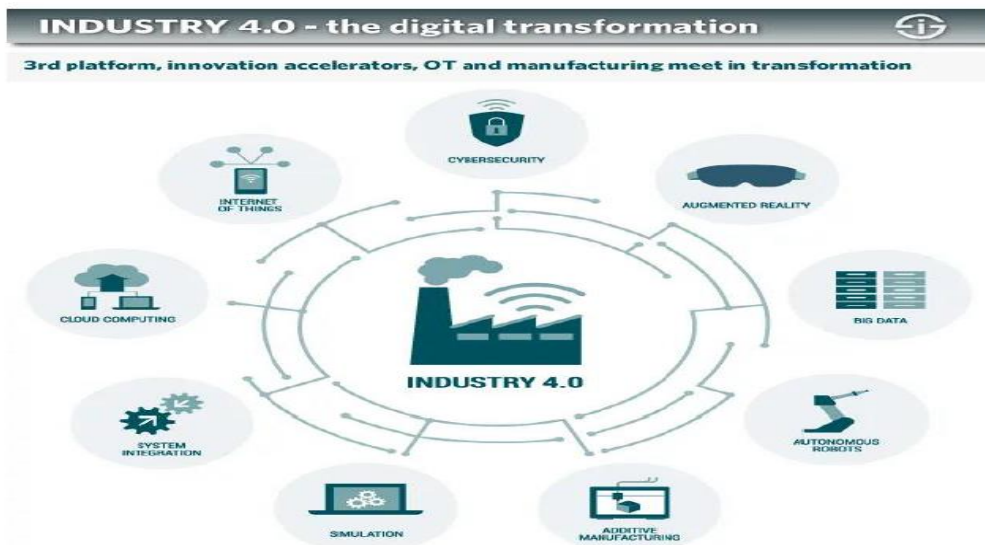 INDUSTRY 4.0 - the digital transformation
3rd platform, innovation accelerators, OT and manufacturing meet in transformation
CYBERSECURITY
INTERNET
OF THINGS
AUGMENTED REALITY
CLOUD COMPUTING
BIG DATA
INDUSTRY 4.0
SYSTEM
INTEGRATION
AUTONOMOUS
ROBOTS
SIMULATION
ADDITIVE
MANUFACTURING